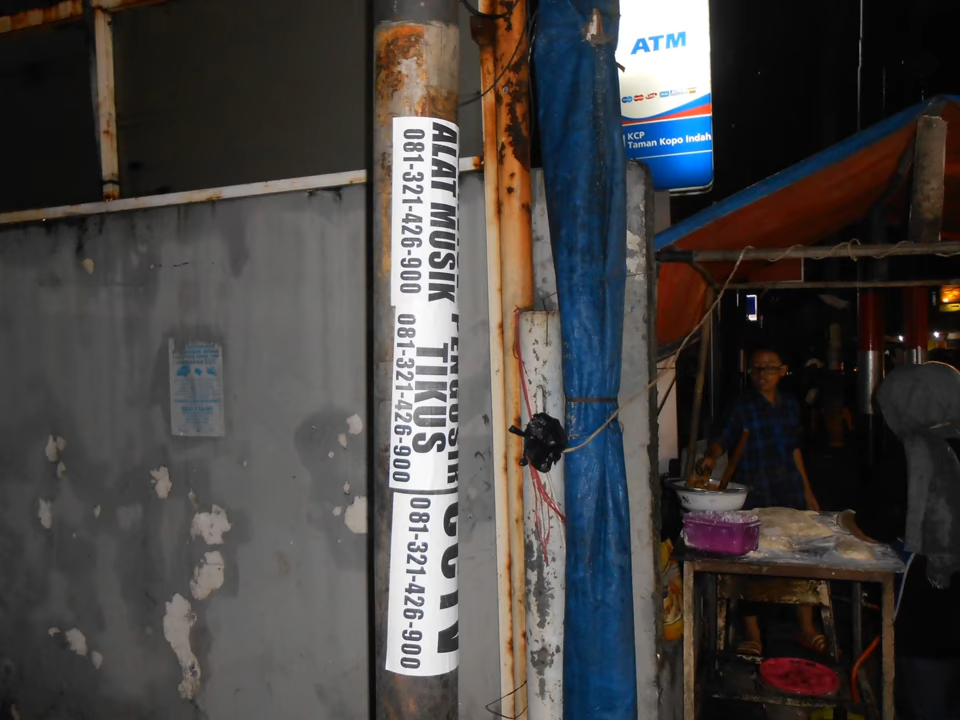 ATM
KCP
Taman Kopo Indah
ALAT MUSIK
081-321-426-900
PENGUSIR
TIKUS
081-321-426-900
CCTV
081-321-426-900